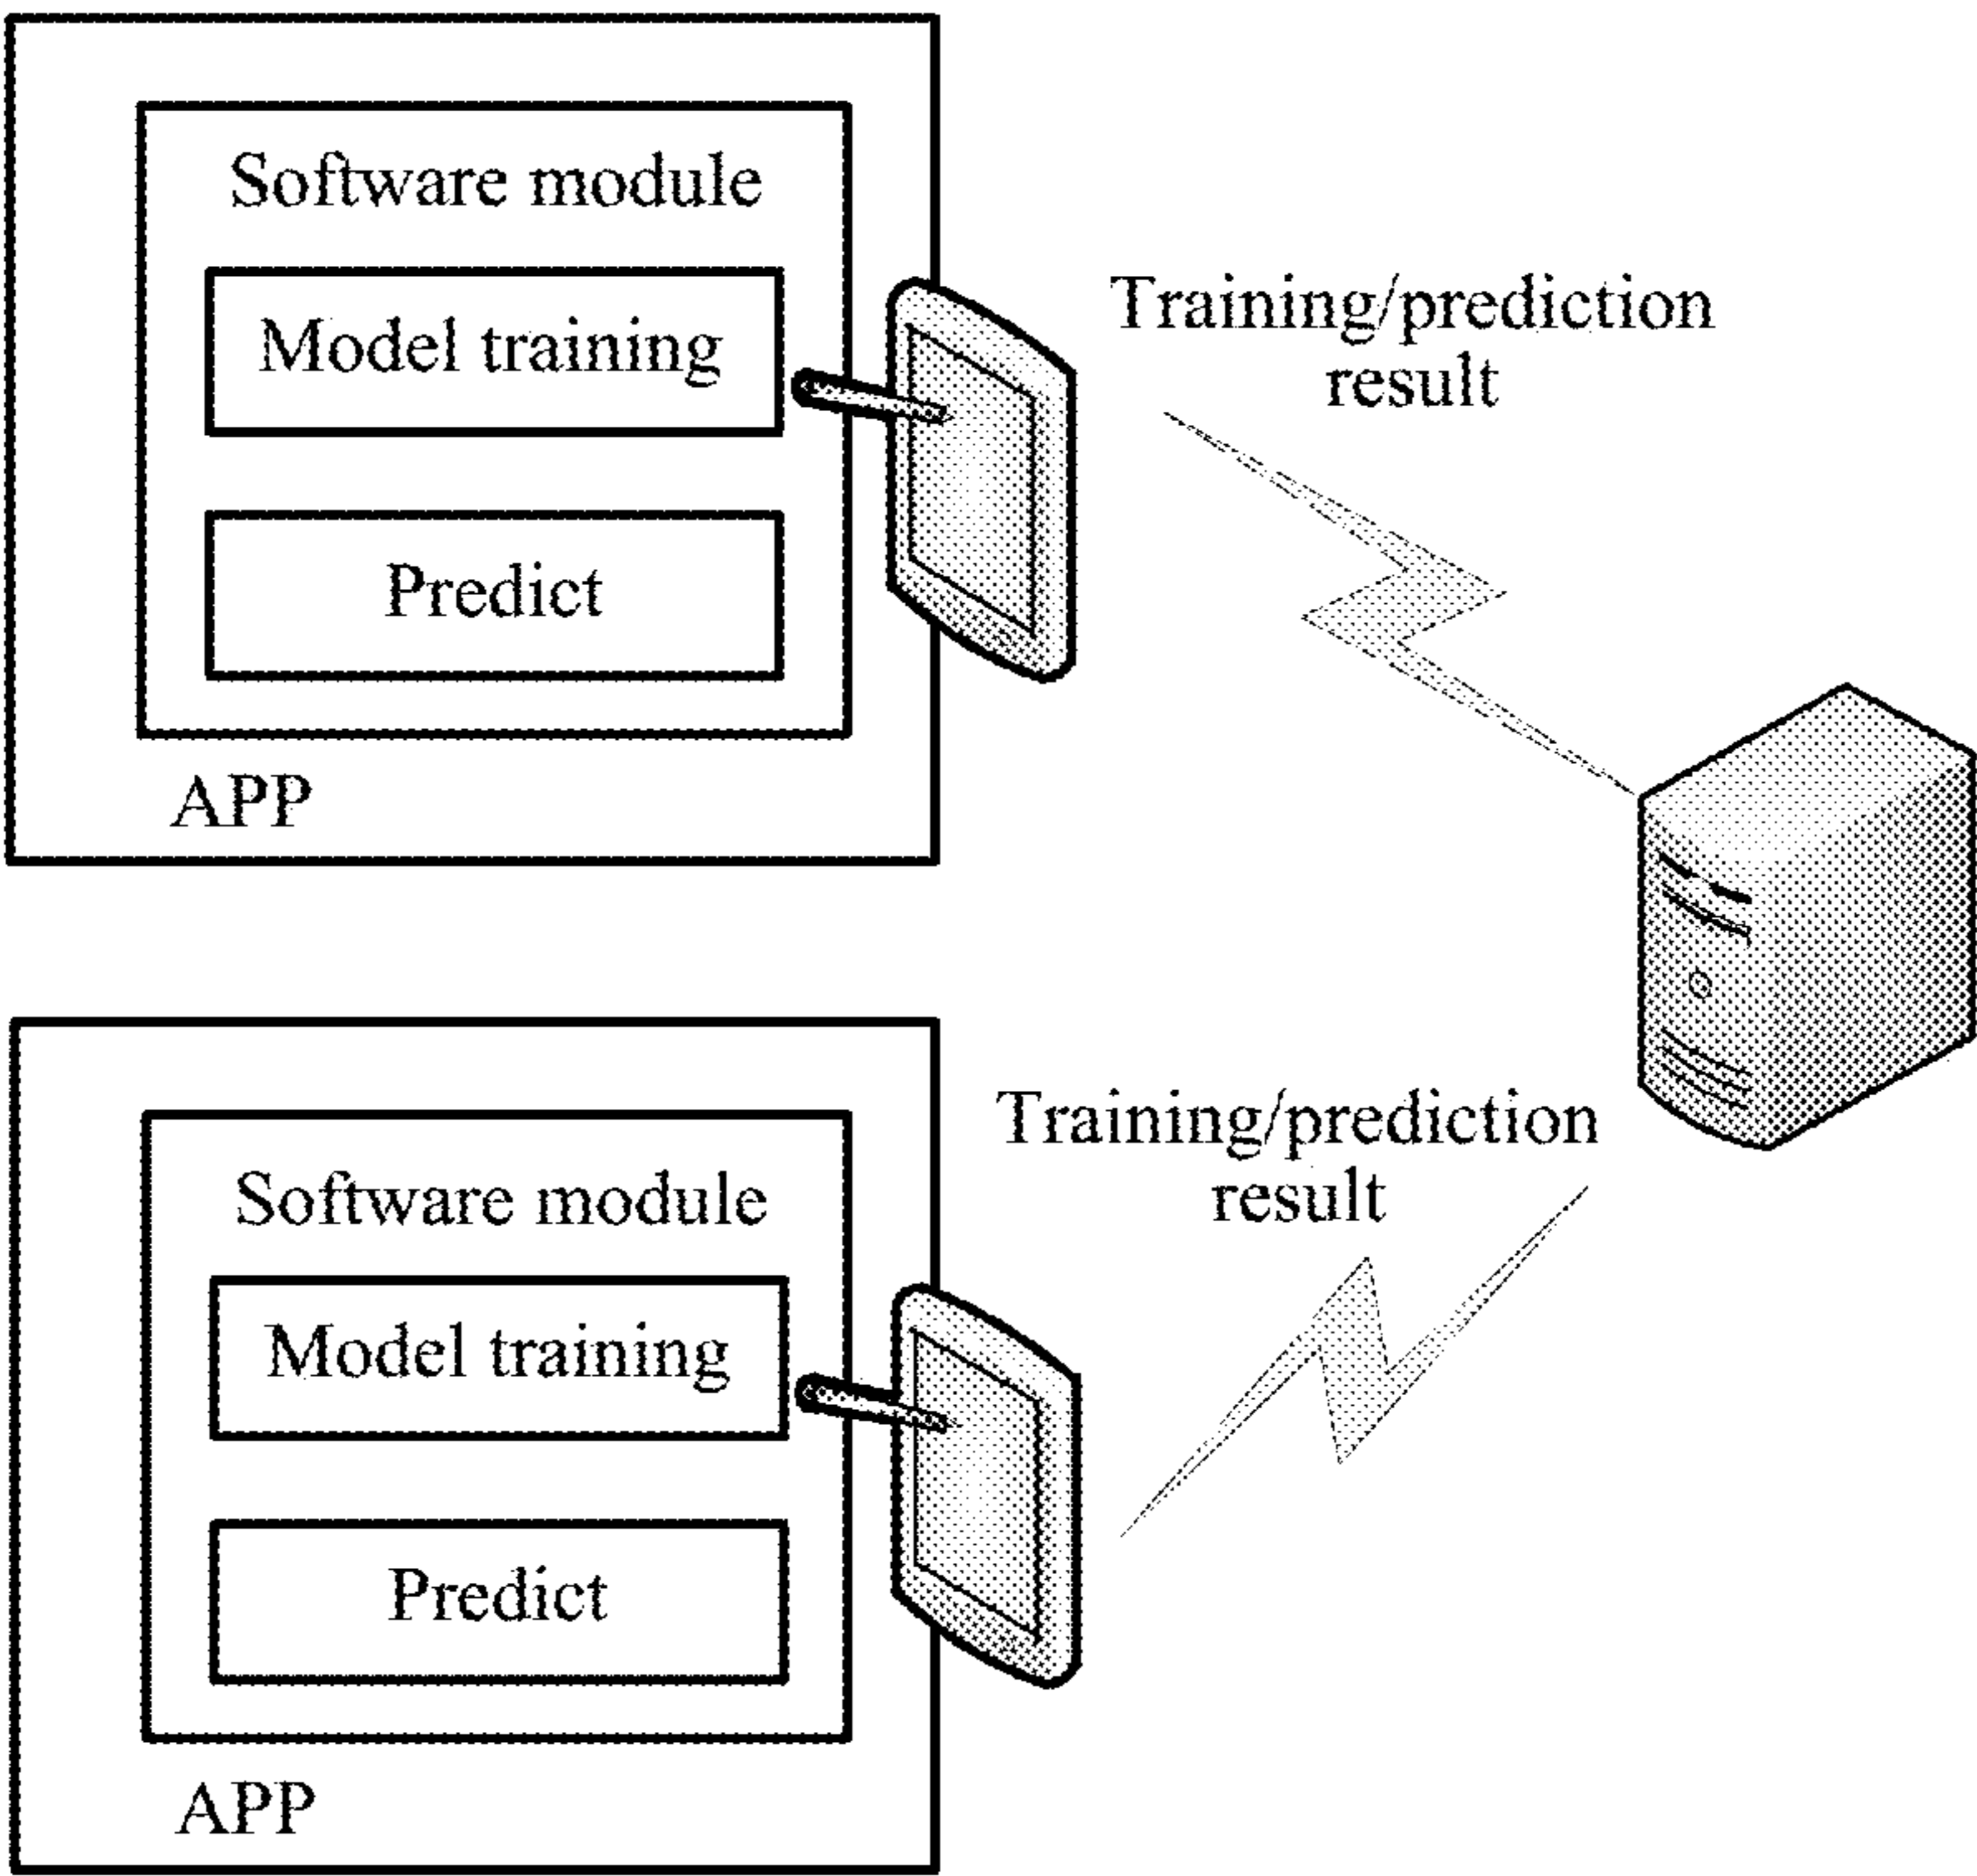 Software module
Model training
Predict
APP
Training/prediction
result
Software module
Model training
Predict
APP
Training/prediction
result